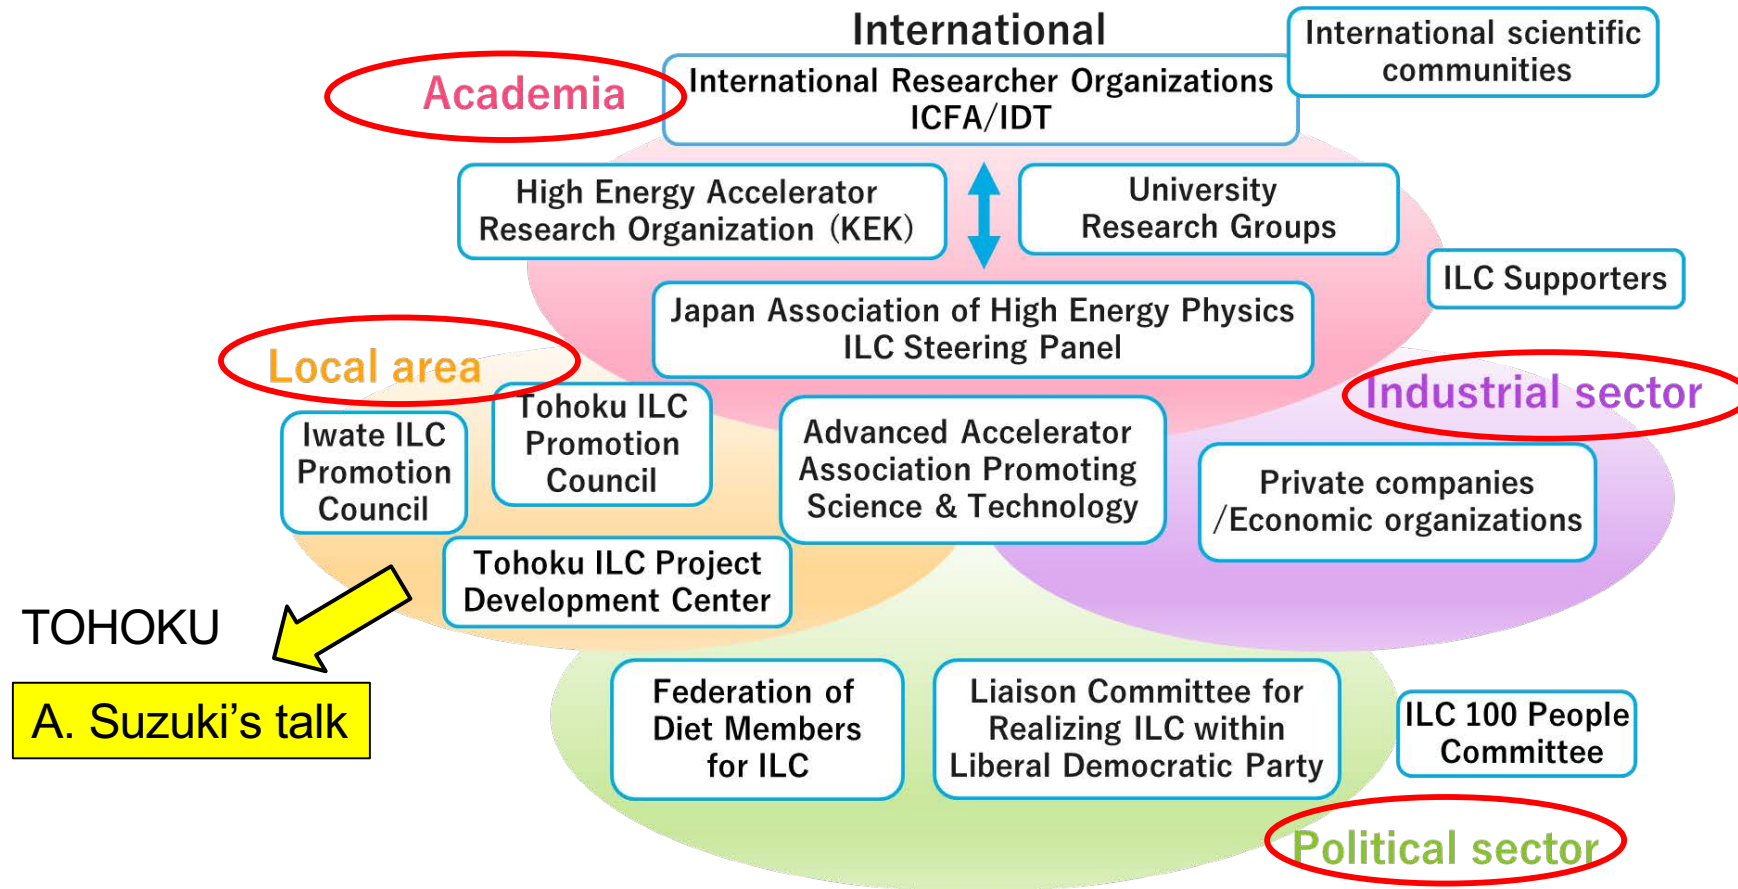 International
International scientific
communities
Academia
International Researcher Organizations
ICFA/IDT
High Energy Accelerator
Research Organization (KEK)
University
Research Groups
ILC Supporters
Japan Association of High Energy Physics
ILC Steering Panel
Local area
Industrial sector
Iwate ILC
Promotion
Council
Tohoku ILC
Promotion
Council
Advanced Accelerator
Association Promoting
Science & Technology
Private companies
/Economic organizations
Tohoku ILC Project
Development Center
TOHOKU
A. Suzuki’s talk
Federation of
Diet Members
for ILC
Liaison Committee for
Realizing ILC within
Liberal Democratic Party
ILC 100 People
Committee
Political sector